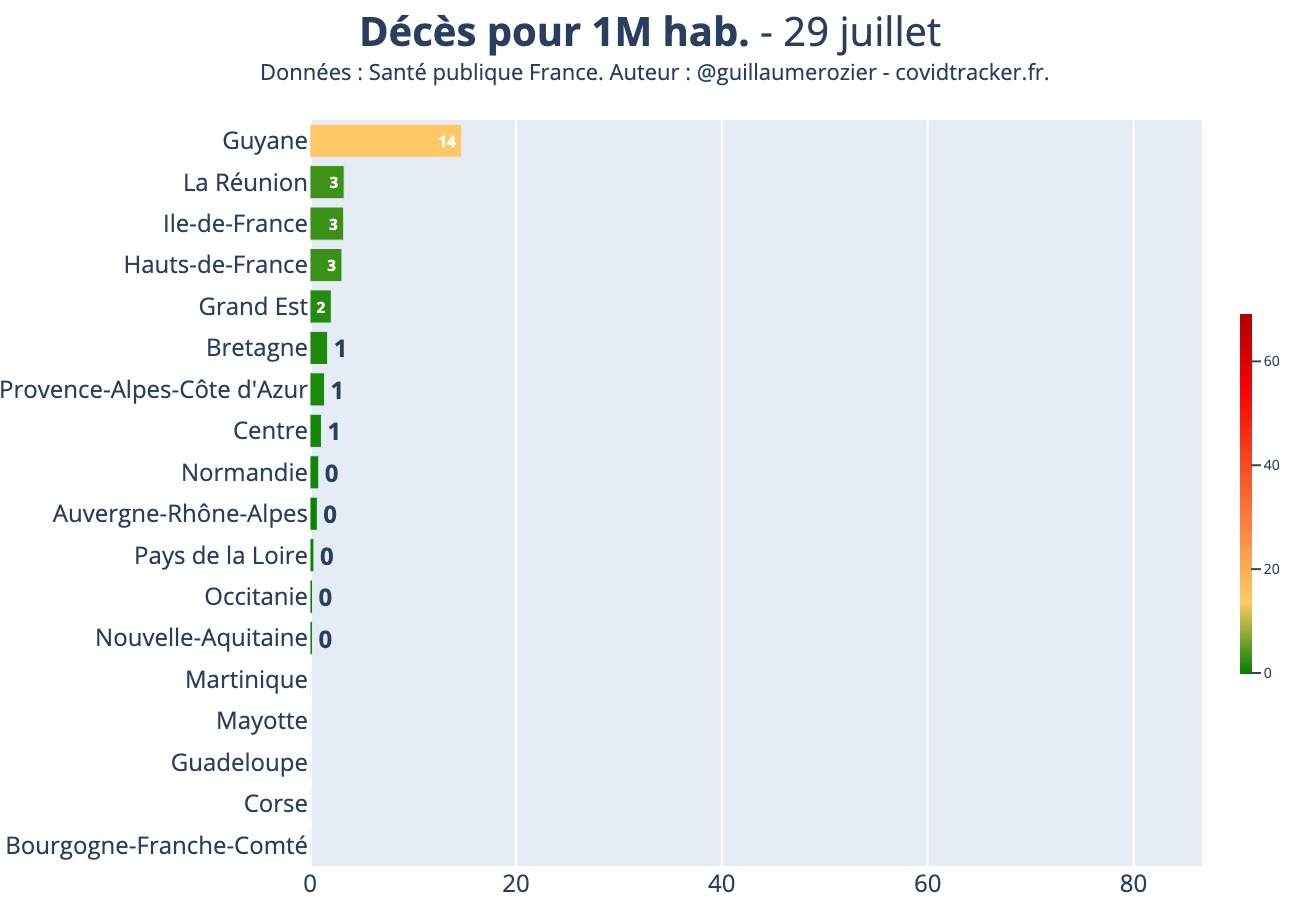 Décès pour 1M hab. - 29 juillet
Données : Santé publique France. Auteur : @guillaumerozier - covidtracker.fr.
Guyane 14
La Réunion 3
Ile-de-France 3
Hauts-de-France 3
Grand Est 2
Bretagne 1
Provence-Alpes-Côte d'Azur 1
Centre 1
Normandie 0
Auvergne-Rhône-Alpes 0
Pays de la Loire 0
Occitanie 0
Nouvelle-Aquitaine 0
Martinique
Mayotte
Guadeloupe
Corse
Bourgogne-Franche-Comté
0 20 40 60 80
60
40
20
0